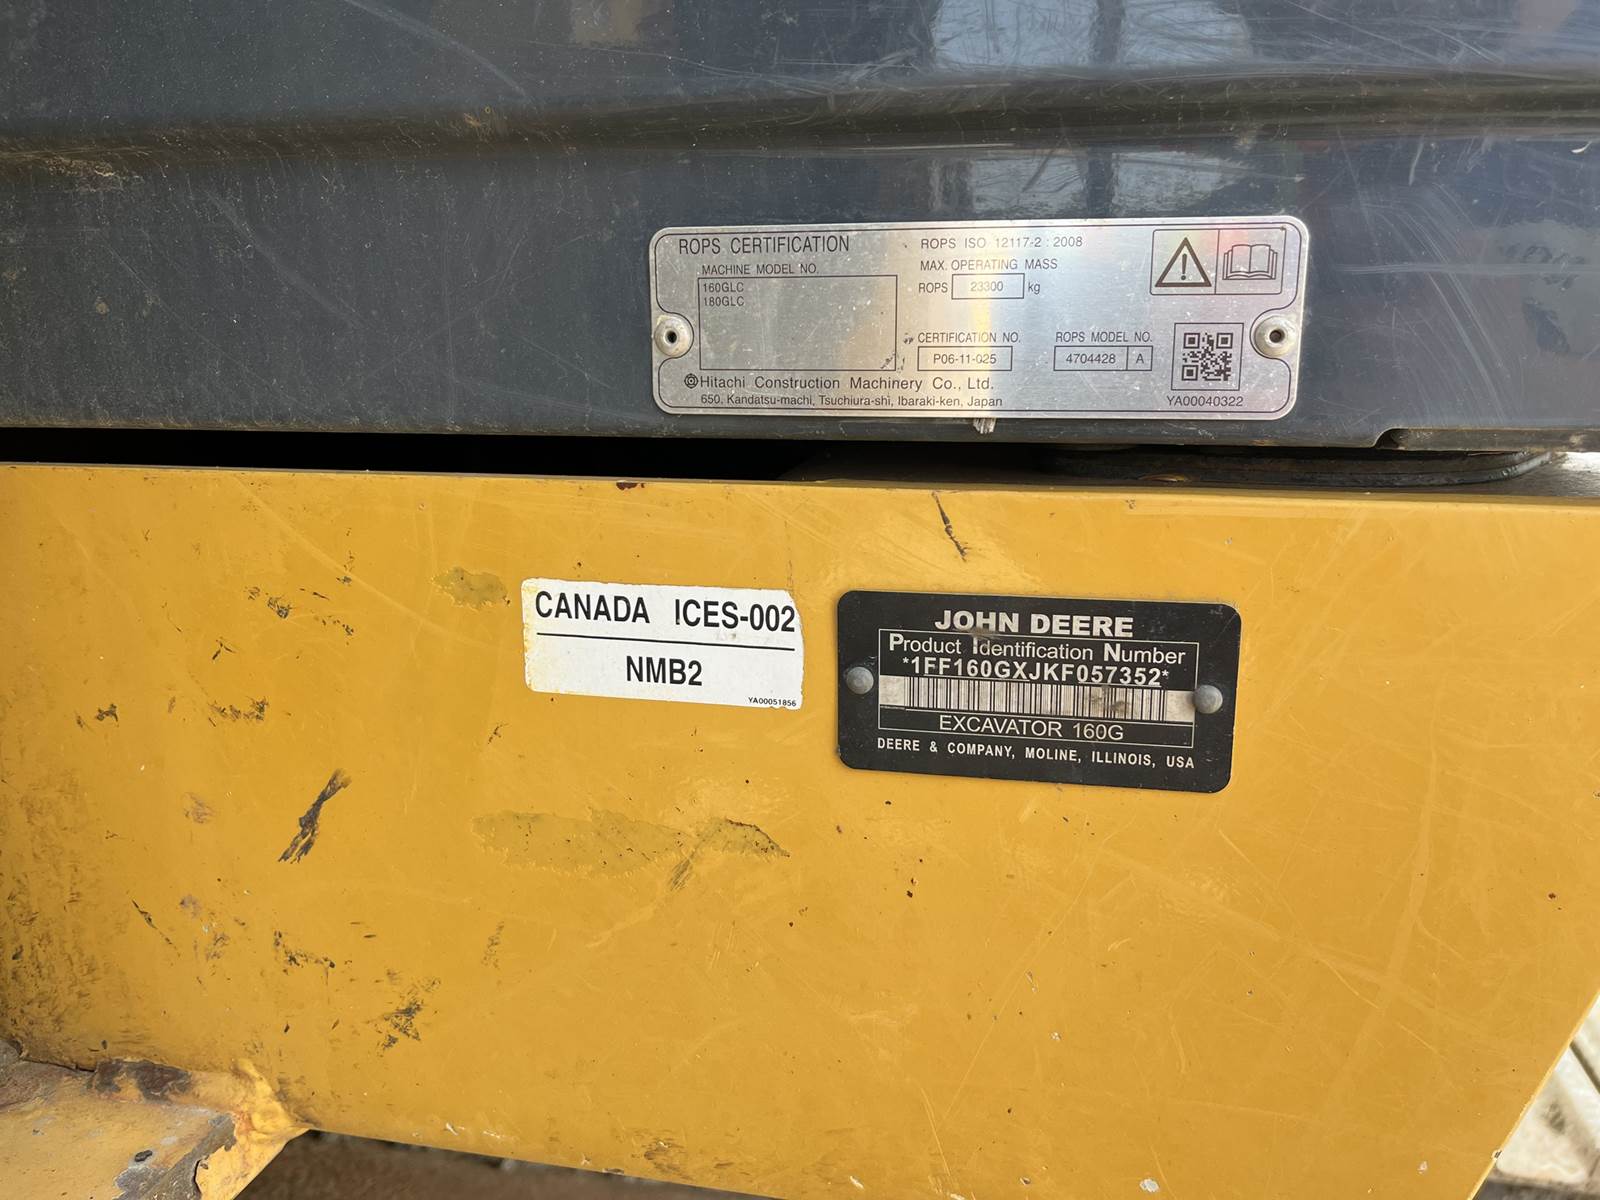 ROPS CERTIFICATION
MACHINE MODEL NO.
160GLC
180GLC
ROPS ISO 12117-2 : 2008
MAX. OPERATING MASS
ROPS 23300 kg
CERTIFICATION NO.
P06-11-025
ROPS MODEL NO.
4704428 A
YA00040322
Hitachi Construction Machinery Co., Ltd.
650, Kandatsu-machi, Tsuchiura-shi, Ibaraki-ken, Japan
CANADA ICES-002
NMB2
YA00051856
JOHN DEERE
Product Identification Number
*1FF160GXJKF057352*
EXCAVATOR 160G
DEERE & COMPANY, MOLINE, ILLINOIS, USA